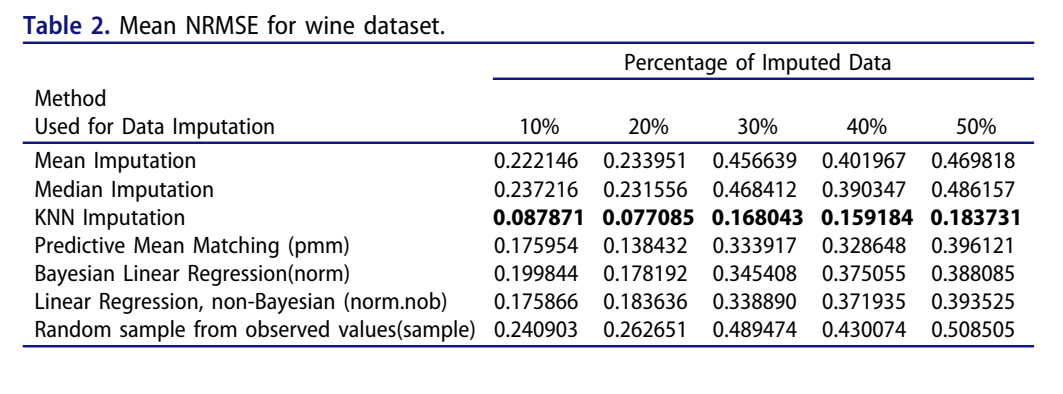 Table 2. Mean NRMSE for wine dataset.
Percentage of Imputed Data
Method
Used for Data Imputation 10% 20% 30% 40% 50%
Mean Imputation 0.222146 0.233951 0.456639 0.401967 0.469818
Median Imputation 0.237216 0.231556 0.468412 0.390347 0.486157
KNN Imputation 0.087871 0.077085 0.168043 0.159184 0.183731
Predictive Mean Matching (pmm) 0.175954 0.138432 0.333917 0.328648 0.396121
Bayesian Linear Regression(norm) 0.199844 0.178192 0.345408 0.375055 0.388085
Linear Regression, non-Bayesian (norm.nob) 0.175866 0.183636 0.338890 0.371935 0.393525
Random sample from observed values(sample) 0.240903 0.262651 0.489474 0.430074 0.508505